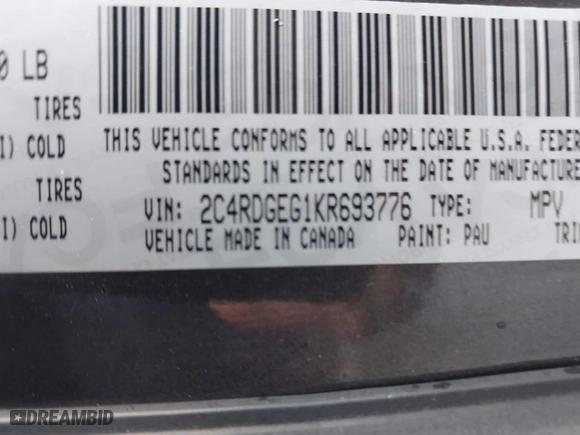 0 LB
TIRES
I) COLD
TIRES
I) COLD
THIS VEHICLE CONFORMS TO ALL APPLICABLE U.S.A. FEDER
STANDARDS IN EFFECT ON THE DATE OF MANUFACTURE
VIN: 2C4RDGEG1KR693776 TYPE: MPV
VEHICLE MADE IN CANADA PAINT: PAU TRI
DREAMBID